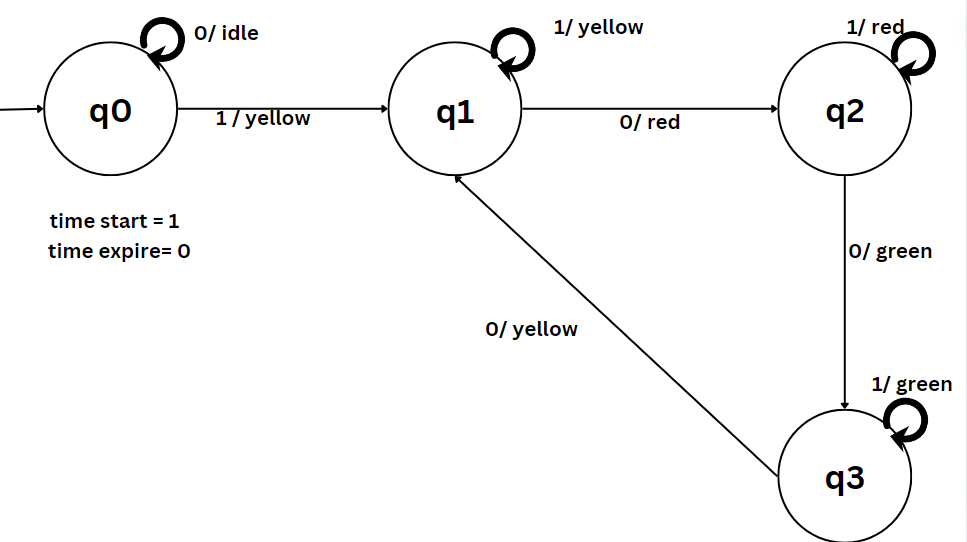 0/ idle
1/ yellow
1/ red
q0
1 / yellow
q1
0/ red
q2
time start = 1
time expire= 0
0/ green
0/ yellow
1/ green
q3